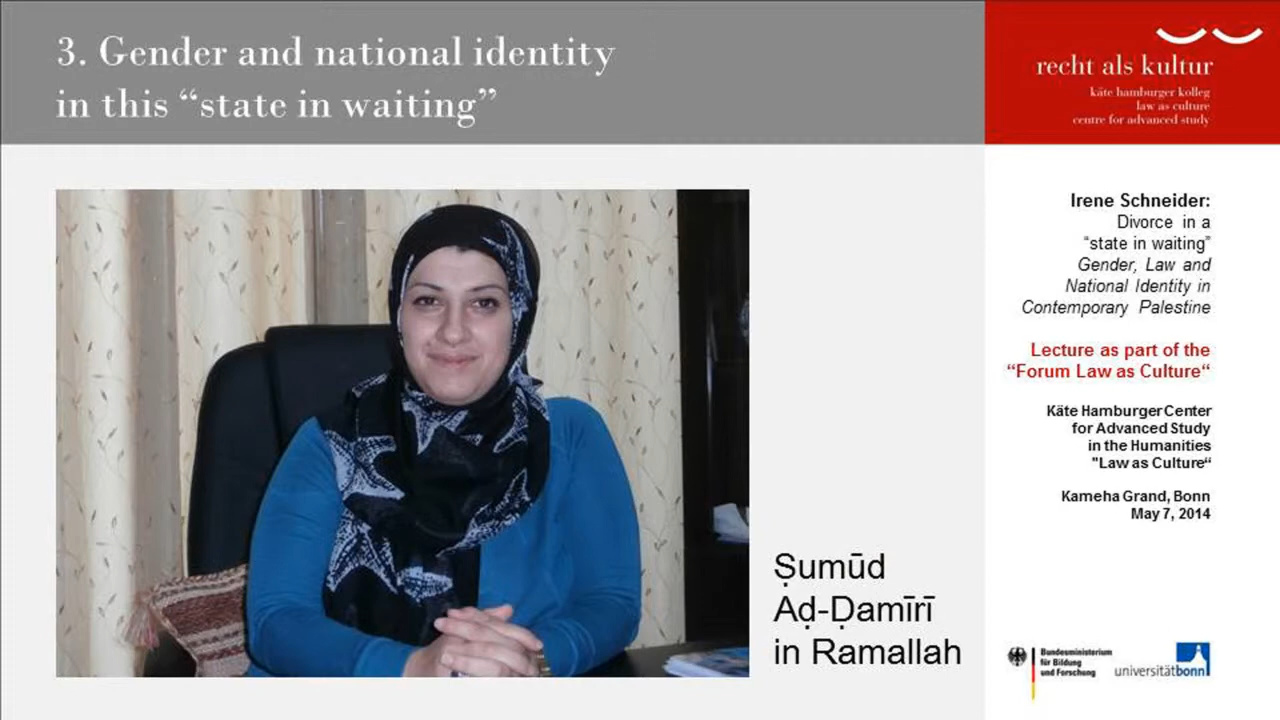 3. Gender and national identity
in this “state in waiting”
recht als kultur
käte hamburger kolleg
law as culture
centre for advanced study
Irene Schneider:
Divorce in a
“state in waiting”
Gender, Law and
National Identity in
Contemporary Palestine
Lecture as part of the
“Forum Law as Culture“
Käte Hamburger Center
for Advanced Study
in the Humanities
"Law as Culture“
Kameha Grand, Bonn
May 7, 2014
Ṣumūd
Aḍ-Ḍamīrī
in Ramallah
Bundesministerium
für Bildung
und Forschung
universitätbonn